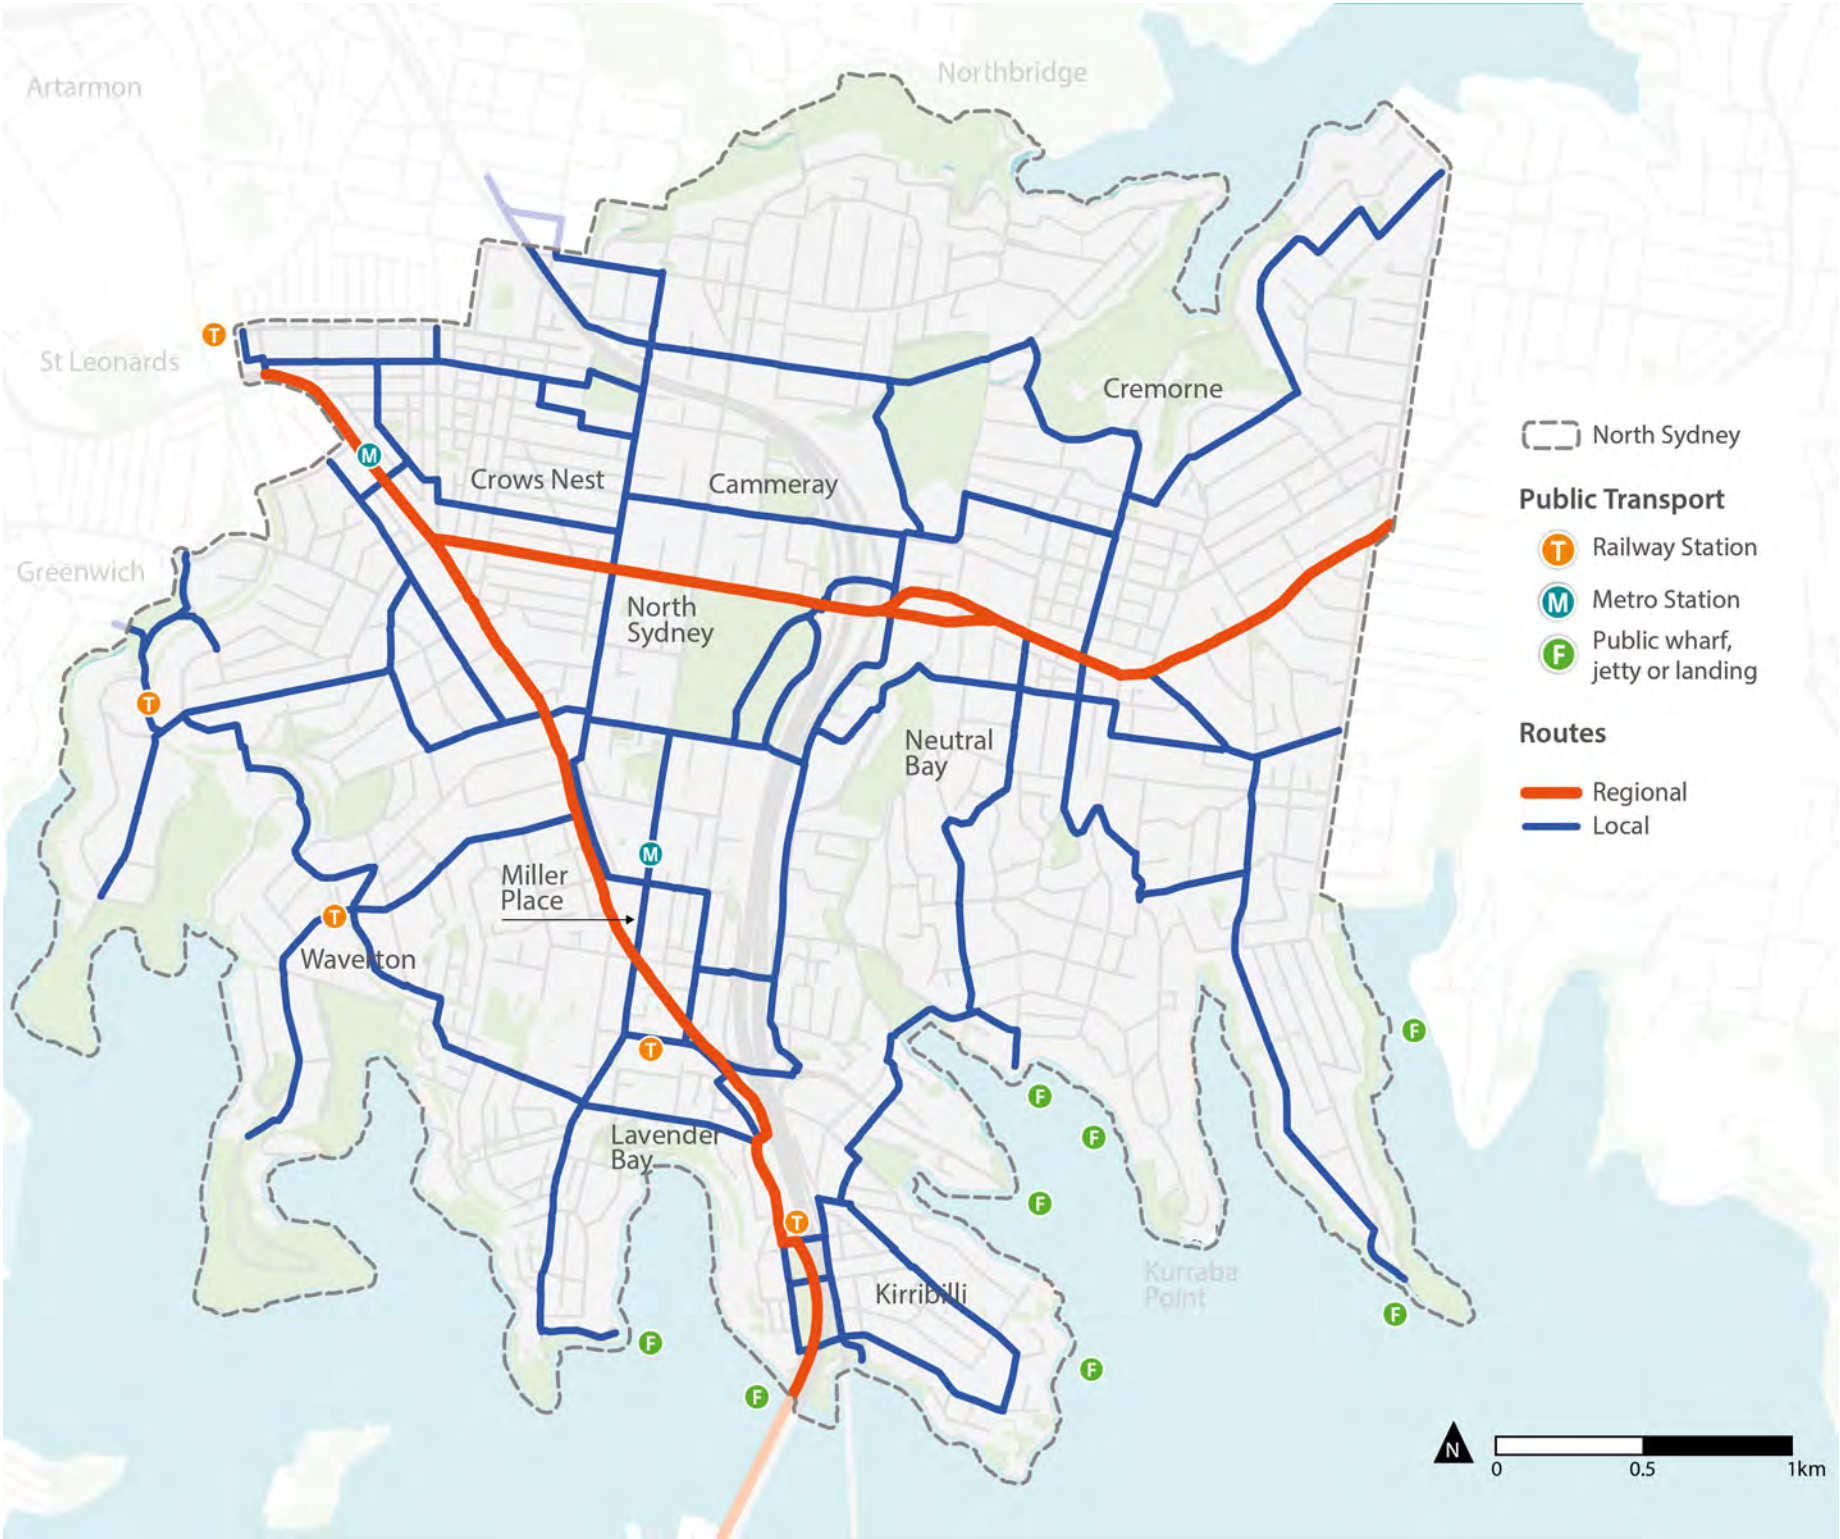 Artarmon
Northbridge
St Leonards
Cremorne
North Sydney
Crows Nest
Cammeray
Public Transport
T Railway Station
Greenwich
M Metro Station
North
Sydney
F Public wharf,
jetty or landing
T
M
T
Neutral
Bay
Routes
Regional
Local
M
Miller
Place
T
Waverton
F
T
F
F
Lavender
Bay
F
T
Kurraba
Point
Kirribilli
F
F
F
F
N
0 0.5 1km